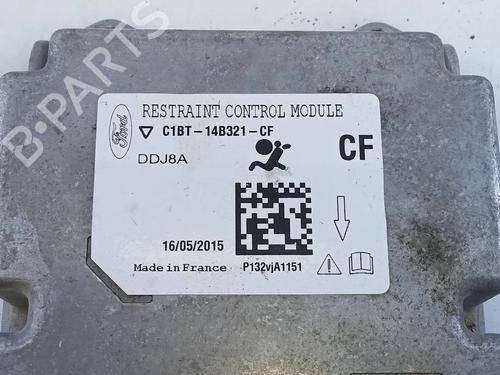 B-PARTS
Ford
RESTRAINT CONTROL MODULE
C1BT-14B321-CF
DDJ8A
CF
16/05/2015
Made in France
P132vjA1151